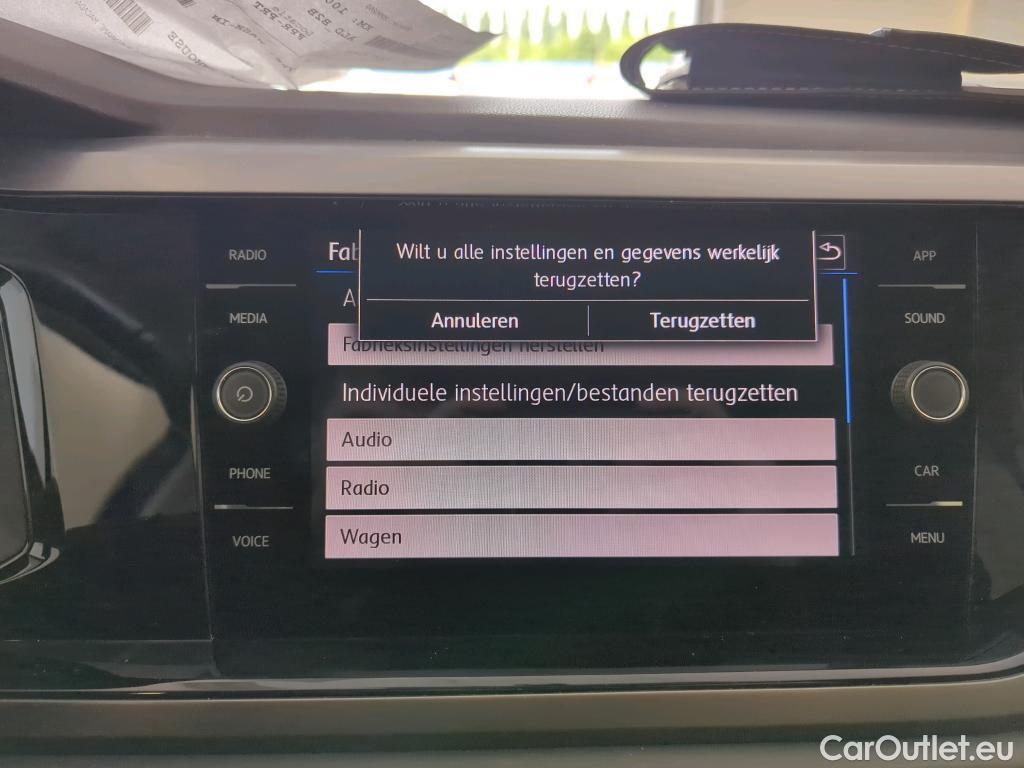 RADIO
MEDIA
PHONE
VOICE
Fab
Wilt u alle instellingen en gegevens werkelijk
terugzetten?
Annuleren
Terugzetten
A
Fabrieksinstellingen herstellen
Individuele instellingen/bestanden terugzetten
Audio
Radio
Wagen
APP
SOUND
CAR
MENU
CarOutlet.eu